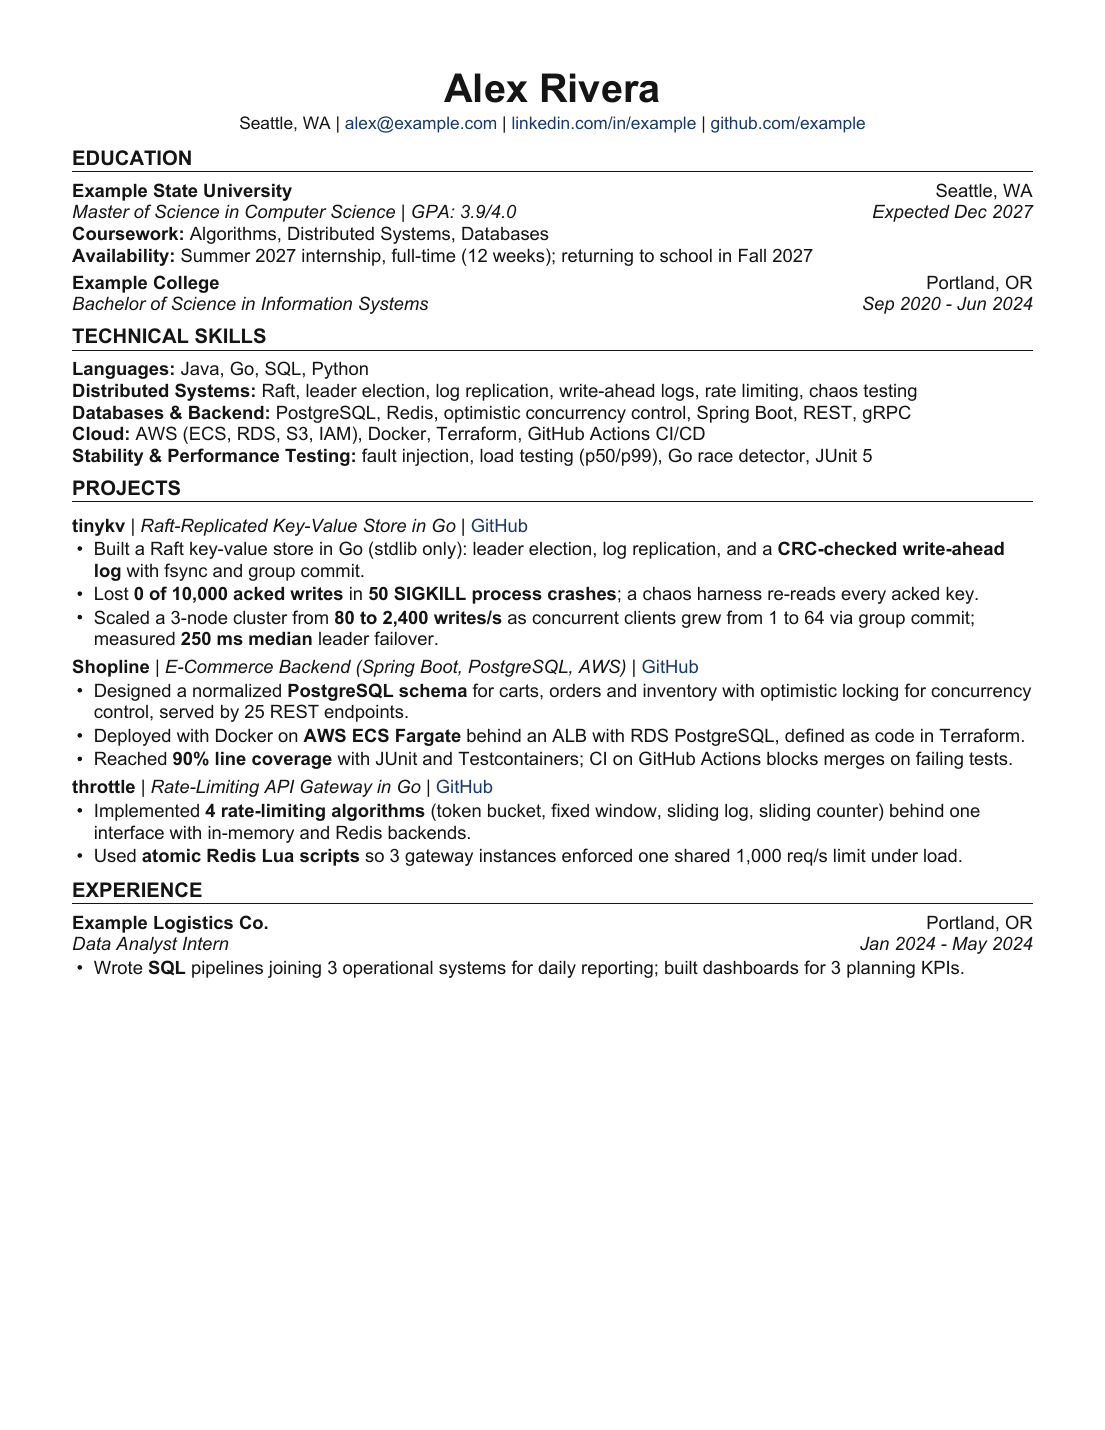 Alex Rivera
Seattle, WA | alex@example.com | linkedin.com/in/example | github.com/example
EDUCATION
Example State University Seattle, WA
Master of Science in Computer Science | GPA: 3.9/4.0 Expected Dec 2027
Coursework: Algorithms, Distributed Systems, Databases
Availability: Summer 2027 internship, full-time (12 weeks); returning to school in Fall 2027
Example College Portland, OR
Bachelor of Science in Information Systems Sep 2020 - Jun 2024
TECHNICAL SKILLS
Languages: Java, Go, SQL, Python
Distributed Systems: Raft, leader election, log replication, write-ahead logs, rate limiting, chaos testing
Databases & Backend: PostgreSQL, Redis, optimistic concurrency control, Spring Boot, REST, gRPC
Cloud: AWS (ECS, RDS, S3, IAM), Docker, Terraform, GitHub Actions CI/CD
Stability & Performance Testing: fault injection, load testing (p50/p99), Go race detector, JUnit 5
PROJECTS
tinykv | Raft-Replicated Key-Value Store in Go | GitHub
• Built a Raft key-value store in Go (stdlib only): leader election, log replication, and a CRC-checked write-ahead
log with fsync and group commit.
• Lost 0 of 10,000 acked writes in 50 SIGKILL process crashes; a chaos harness re-reads every acked key.
• Scaled a 3-node cluster from 80 to 2,400 writes/s as concurrent clients grew from 1 to 64 via group commit;
measured 250 ms median leader failover.
Shopline | E-Commerce Backend (Spring Boot, PostgreSQL, AWS) | GitHub
• Designed a normalized PostgreSQL schema for carts, orders and inventory with optimistic locking for concurrency
control, served by 25 REST endpoints.
• Deployed with Docker on AWS ECS Fargate behind an ALB with RDS PostgreSQL, defined as code in Terraform.
• Reached 90% line coverage with JUnit and Testcontainers; CI on GitHub Actions blocks merges on failing tests.
throttle | Rate-Limiting API Gateway in Go | GitHub
• Implemented 4 rate-limiting algorithms (token bucket, fixed window, sliding log, sliding counter) behind one
interface with in-memory and Redis backends.
• Used atomic Redis Lua scripts so 3 gateway instances enforced one shared 1,000 req/s limit under load.
EXPERIENCE
Example Logistics Co. Portland, OR
Data Analyst Intern Jan 2024 - May 2024
• Wrote SQL pipelines joining 3 operational systems for daily reporting; built dashboards for 3 planning KPIs.